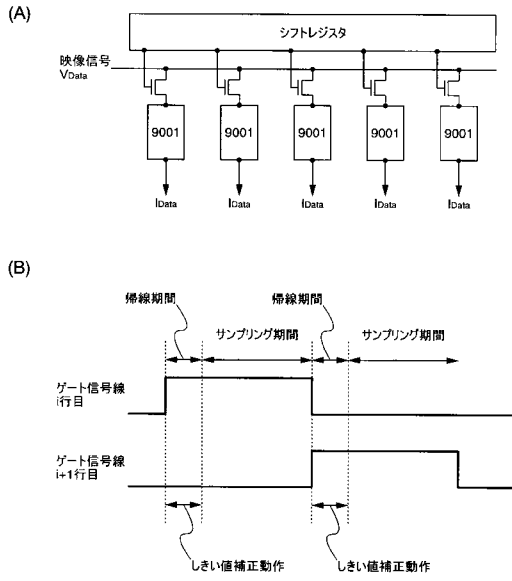 (A)
シフトレジスタ
映像信号
VData
9001
9001
9001
9001
9001
IData
IData
IData
IData
IData
(B)
帰線期間
帰線期間
サンプリング期間
サンプリング期間
ゲート信号線
i行目
ゲート信号線
i+1行目
しきい値補正動作
しきい値補正動作